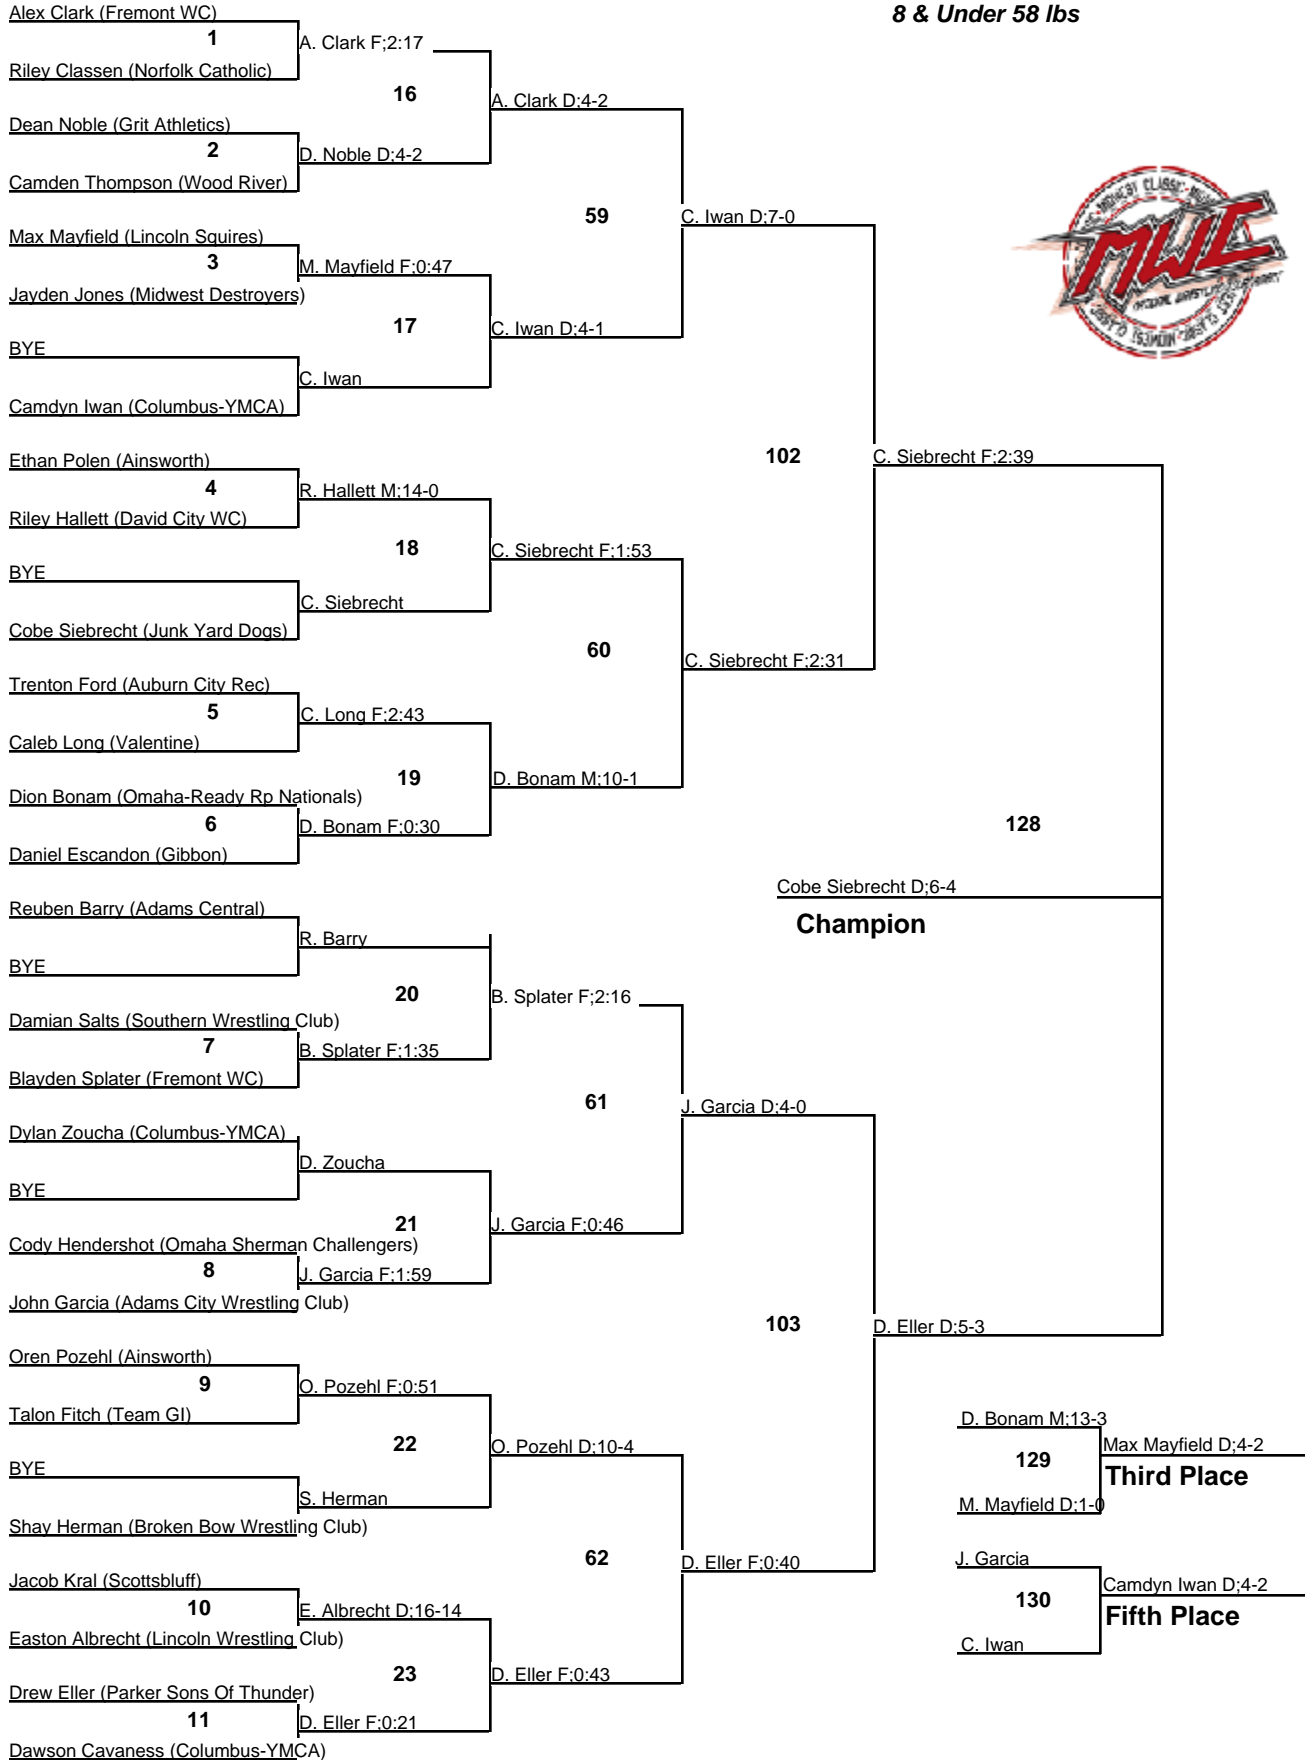 8 & Under 58 lbs
Alex Clark (Fremont WC)
1
A. Clark F;2:17
Riley Classen (Norfolk Catholic)
16
A. Clark D;4-2
Dean Noble (Grit Athletics)
2
D. Noble D;4-2
Camden Thompson (Wood River)
59
C. Iwan D;7-0
Max Mayfield (Lincoln Squires)
3
M. Mayfield F;0:47
Jayden Jones (Midwest Destroyers)
17
C. Iwan D;4-1
BYE
C. Iwan
Camdyn Iwan (Columbus-YMCA)
102
C. Siebrecht F;2:39
Ethan Polen (Ainsworth)
4
R. Hallett M;14-0
Riley Hallett (David City WC)
18
C. Siebrecht F;1:53
BYE
C. Siebrecht
Cobe Siebrecht (Junk Yard Dogs)
60
C. Siebrecht F;2:31
Trenton Ford (Auburn City Rec)
5
C. Long F;2:43
Caleb Long (Valentine)
19
D. Bonam M;10-1
Dion Bonam (Omaha-Ready Rp Nationals)
6
D. Bonam F;0:30
Daniel Escandon (Gibbon)
128
Cobe Siebrecht D;6-4
Champion
Reuben Barry (Adams Central)
R. Barry
BYE
20
B. Splater F;2:16
Damian Salts (Southern Wrestling Club)
7
B. Splater F;1:35
Blayden Splater (Fremont WC)
61
J. Garcia D;4-0
Dylan Zoucha (Columbus-YMCA)
D. Zoucha
BYE
21
J. Garcia F;0:46
Cody Hendershot (Omaha Sherman Challengers)
8
J. Garcia F;1:59
John Garcia (Adams City Wrestling Club)
103
D. Eller D;5-3
Oren Pozehl (Ainsworth)
9
O. Pozehl F;0:51
Talon Fitch (Team GI)
22
O. Pozehl D;10-4
BYE
S. Herman
Shay Herman (Broken Bow Wrestling Club)
62
D. Eller F;0:40
Jacob Kral (Scottsbluff)
10
E. Albrecht D;16-14
Easton Albrecht (Lincoln Wrestling Club)
23
D. Eller F;0:43
Drew Eller (Parker Sons Of Thunder)
11
D. Eller F;0:21
Dawson Cavaness (Columbus-YMCA)
D. Bonam M;13-3
129
Max Mayfield D;4-2
Third Place
M. Mayfield D;1-0
J. Garcia
130
Camdyn Iwan D;4-2
Fifth Place
C. Iwan
MWC